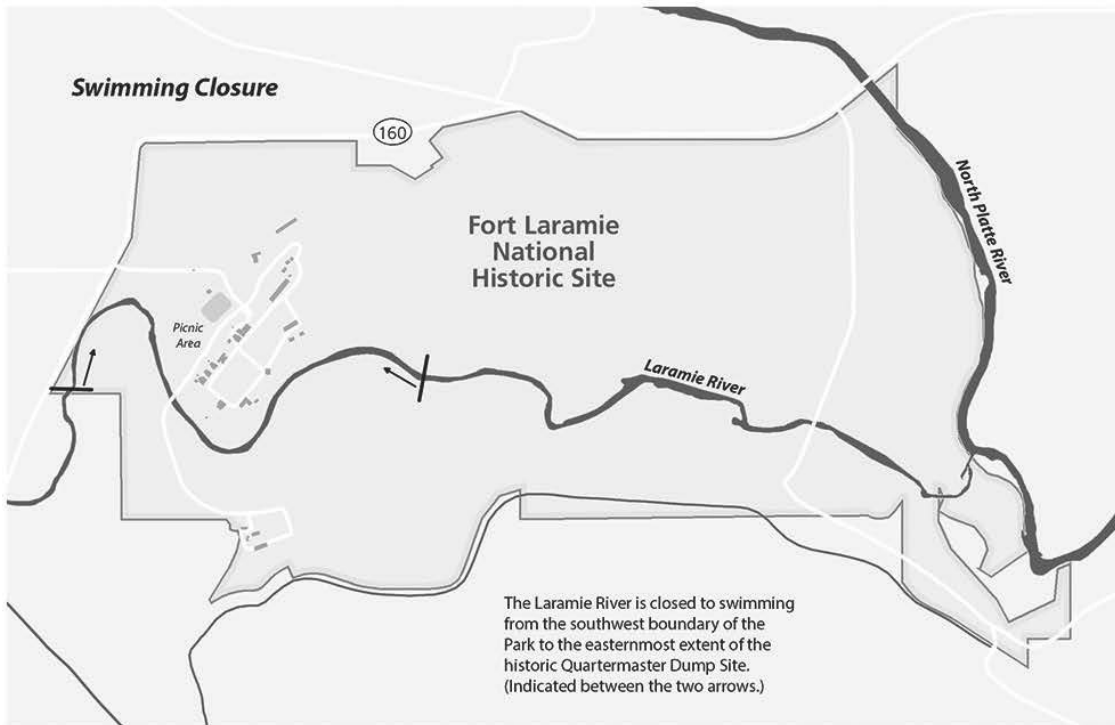 Swimming Closure
160
Fort Laramie
National
Historic Site
North Platte River
Picnic
Area
Laramie River
The Laramie River is closed to swimming
from the southwest boundary of the
Park to the easternmost extent of the
historic Quartermaster Dump Site.
(Indicated between the two arrows.)